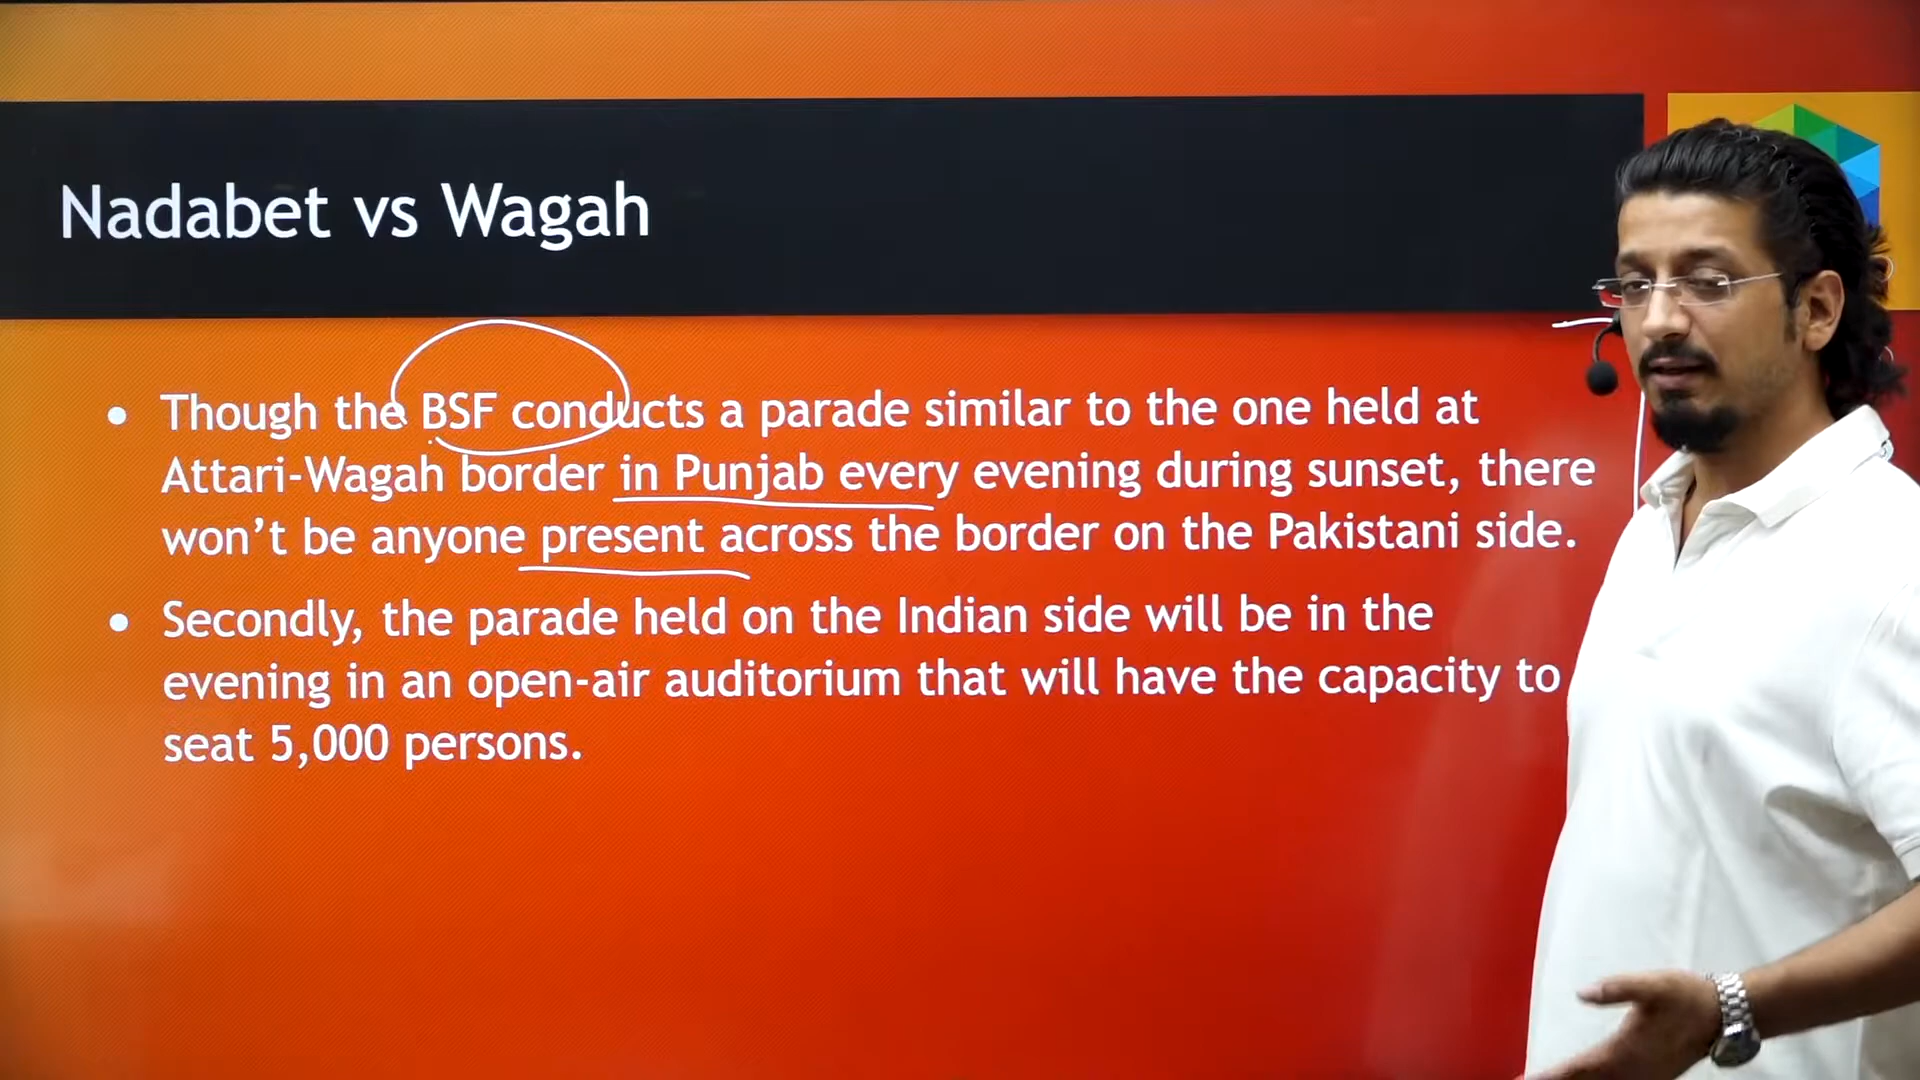 Nadabet vs Wagah
• Though the BSF conducts a parade similar to the one held at
Attari-Wagah border in Punjab every evening during sunset, there
won’t be anyone present across the border on the Pakistani side.
• Secondly, the parade held on the Indian side will be in the
evening in an open-air auditorium that will have the capacity to
seat 5,000 persons.